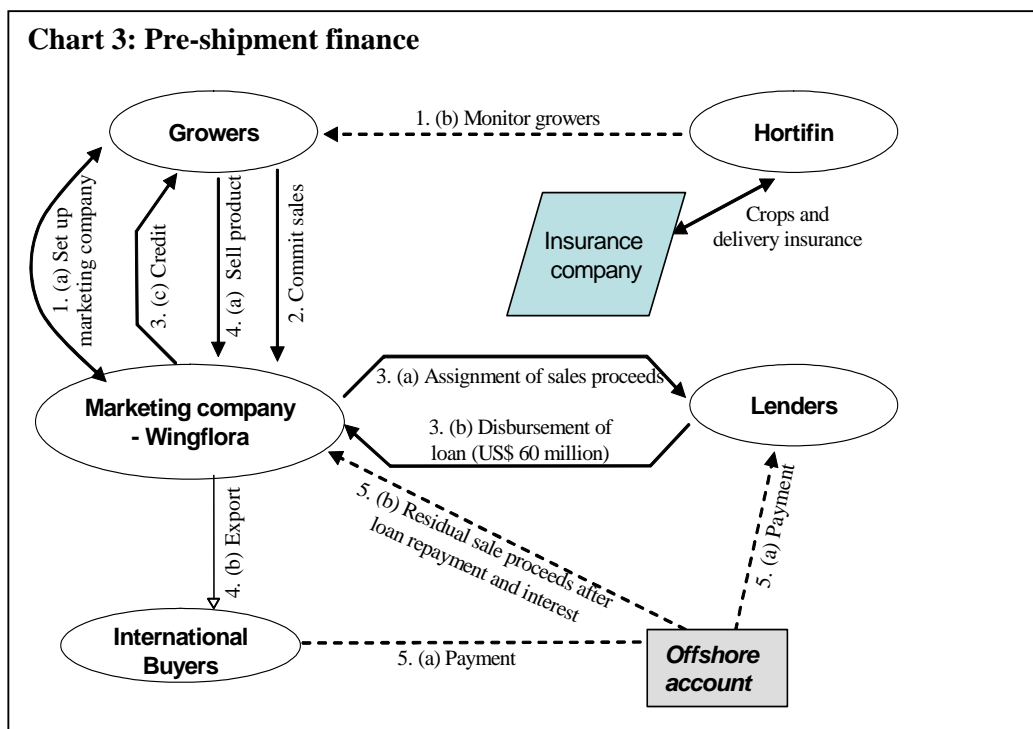 Chart 3: Pre-shipment finance
Growers
1. (b) Monitor growers
Hortifin
Crops and
delivery insurance
Insurance
company
1. (a) Set up
marketing company
3. (c) Credit
4. (a) Sell product
2. Commit sales
Marketing company
- Wingflora
3. (a) Assignment of sales proceeds
3. (b) Disbursement of
loan (US$ 60 million)
Lenders
5. (b) Residual sale proceeds after
loan repayment and interest
5. (a) Payment
4. (b) Export
International
Buyers
5. (a) Payment
Offshore
account